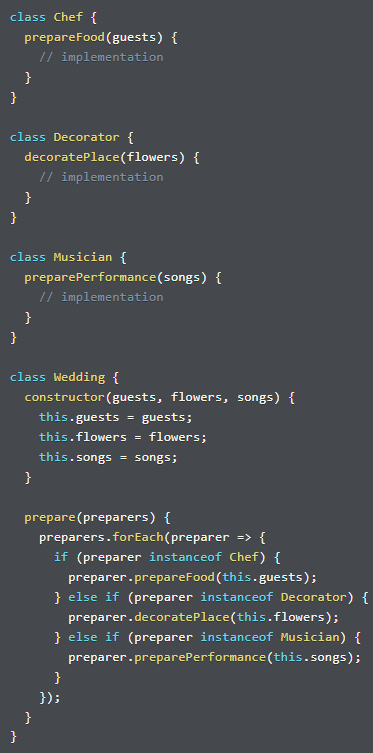 class Chef {
  prepareFood(guests) {
    // implementation
  }
}

class Decorator {
  decoratePlace(flowers) {
    // implementation
  }
}

class Musician {
  preparePerformance(songs) {
    // implementation
  }
}

class Wedding {
  constructor(guests, flowers, songs) {
    this.guests = guests;
    this.flowers = flowers;
    this.songs = songs;
  }

  prepare(preparers) {
    preparers.forEach(preparer => {
      if (preparer instanceof Chef) {
        preparer.prepareFood(this.guests);
      } else if (preparer instanceof Decorator) {
        preparer.decoratePlace(this.flowers);
      } else if (preparer instanceof Musician) {
        preparer.preparePerformance(this.songs);
      }
    });
  }
}